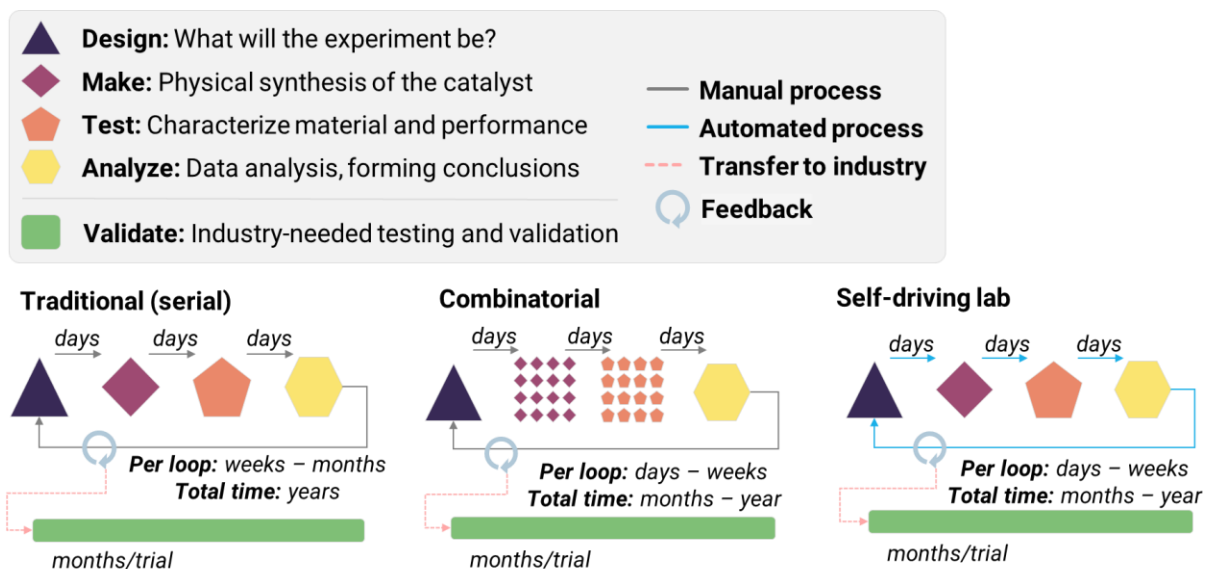 Design: What will the experiment be?
Make: Physical synthesis of the catalyst
Test: Characterize material and performance
Analyze: Data analysis, forming conclusions
Validate: Industry-needed testing and validation
Manual process
Automated process
Transfer to industry
Feedback
Traditional (serial)
days
days
days
Per loop: weeks – months
Total time: years
months/trial
Combinatorial
days
days
days
Per loop: days – weeks
Total time: months – year
months/trial
Self-driving lab
days
days
days
Per loop: days – weeks
Total time: months – year
months/trial